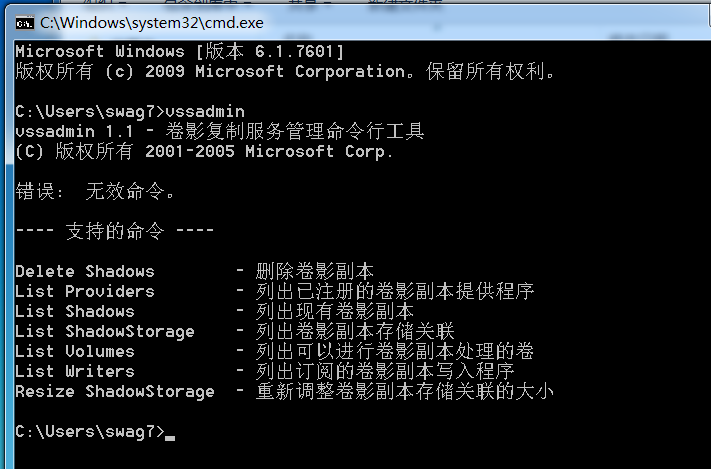 C:\Windows\system32\cmd.exe
Microsoft Windows [版本 6.1.7601]
版权所有 (c) 2009 Microsoft Corporation。保留所有权利。
C:\Users\swag7>vssadmin
vssadmin 1.1 - 卷影复制服务管理命令行工具
(C) 版权所有 2001-2005 Microsoft Corp.
错误: 无效命令。
---- 支持的命令 ----
Delete Shadows - 删除卷影副本
List Providers - 列出已注册的卷影副本提供程序
List Shadows - 列出现有卷影副本
List ShadowStorage - 列出卷影副本存储关联
List Volumes - 列出可以进行卷影副本处理的卷
List Writers - 列出订阅的卷影副本写入程序
Resize ShadowStorage - 重新调整卷影副本存储关联的大小
C:\Users\swag7>